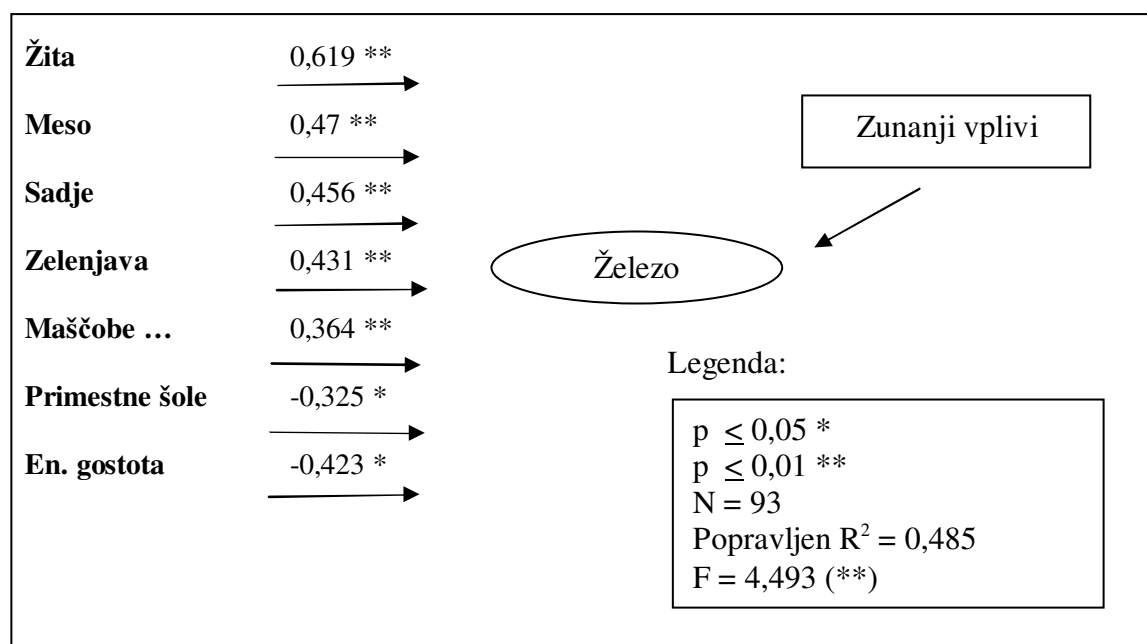 Žita 0,619 **
Meso 0,47 **
Sadje 0,456 **
Zelenjava 0,431 **
Maščobe … 0,364 **
Primestne šole -0,325 *
En. gostota -0,423 *
Zunanji vplivi
Železo
Legenda:
p ≤ 0,05 *
p ≤ 0,01 **
N = 93
Popravljen R² = 0,485
F = 4,493 (**)